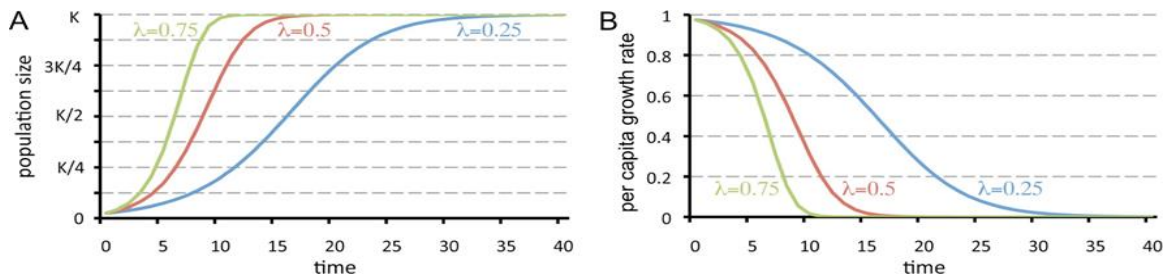 A
population size
K
3K/4
K/2
K/4
0
λ=0.75
λ=0.5
λ=0.25
0 5 10 15 20 25 30 35 40
time
B
per capita growth rate
1
0.8
0.6
0.4
0.2
0
λ=0.75
λ=0.5
λ=0.25
0 5 10 15 20 25 30 35 40
time